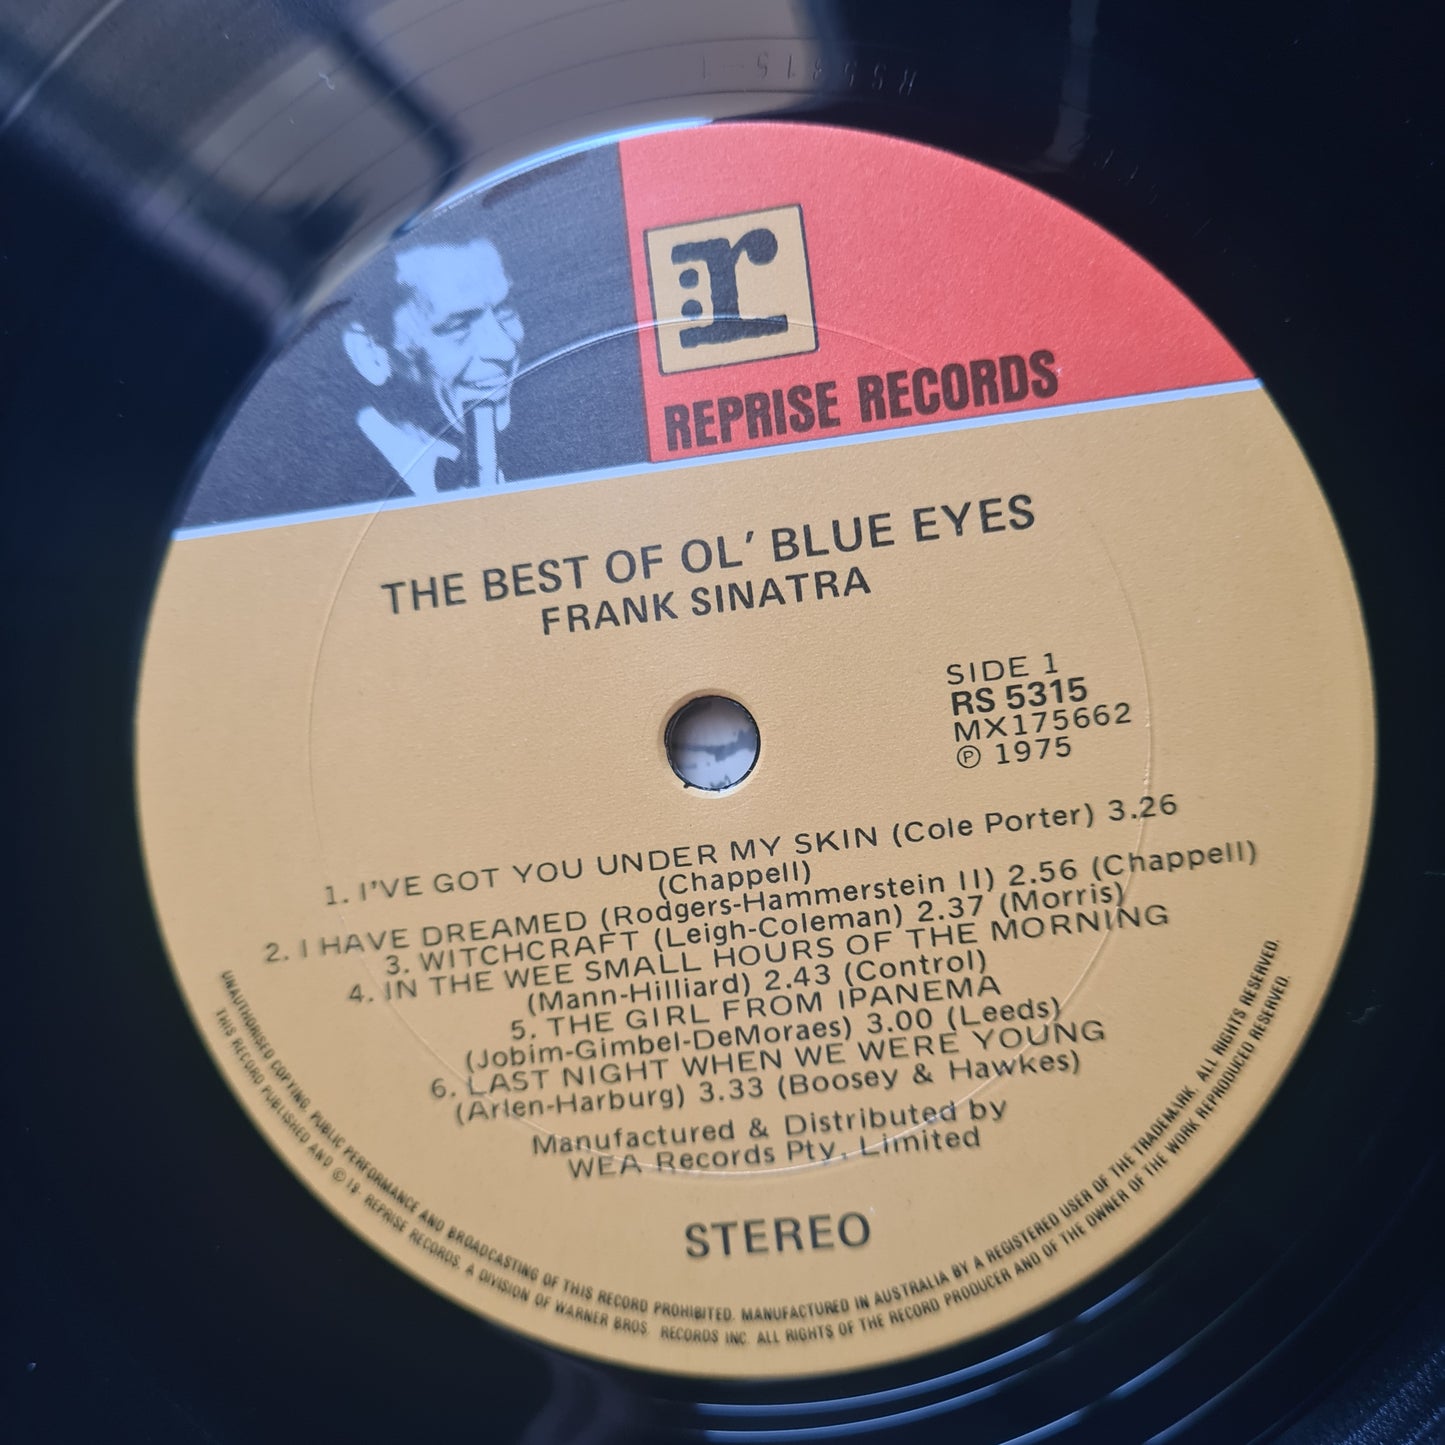 RS5315-1
:r
REPRISE RECORDS
THE BEST OF OL' BLUE EYES
FRANK SINATRA
SIDE 1
RS 5315
MX175662
℗ 1975
1. I'VE GOT YOU UNDER MY SKIN (Cole Porter) 3.26
(Chappell)
2. I HAVE DREAMED (Rodgers-Hammerstein II) 2.56 (Chappell)
3. WITCHCRAFT (Leigh-Coleman) 2.37 (Morris)
4. IN THE WEE SMALL HOURS OF THE MORNING
(Mann-Hilliard) 2.43 (Control)
5. THE GIRL FROM IPANEMA
(Jobim-Gimbel-DeMoraes) 3.00 (Leeds)
6. LAST NIGHT WHEN WE WERE YOUNG
(Arlen-Harburg) 3.33 (Boosey & Hawkes)
Manufactured & Distributed by
WEA Records Pty. Limited
STEREO
UNAUTHORISED COPYING, PUBLIC PERFORMANCE AND BROADCASTING OF THIS RECORD PROHIBITED. MANUFACTURED IN AUSTRALIA BY A REGISTERED USER OF THE TRADEMARK. ALL RIGHTS RESERVED.
THIS RECORD PUBLISHED AND © 19 REPRISE RECORDS, A DIVISION OF WARNER BROS. RECORDS INC. ALL RIGHTS OF THE RECORD PRODUCER AND OF THE OWNER OF THE WORK REPRODUCED RESERVED.